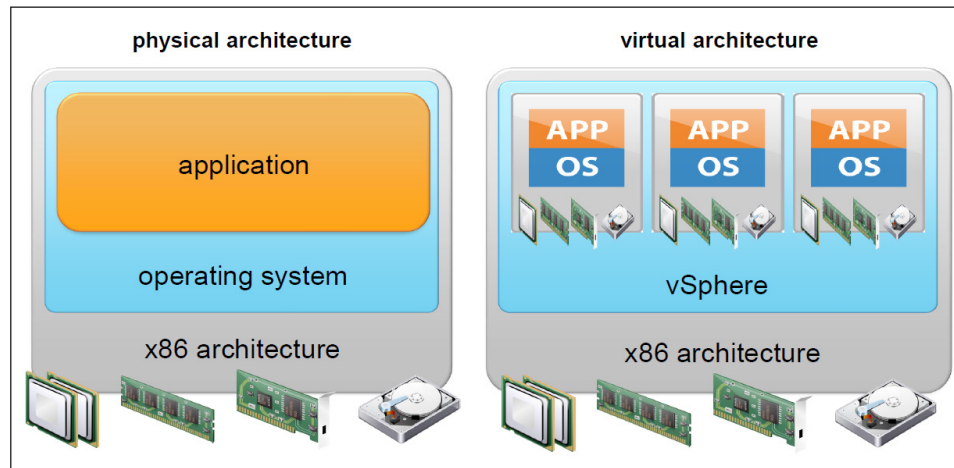 physical architecture
application
operating system
x86 architecture
virtual architecture
APP
OS
APP
OS
APP
OS
vSphere
x86 architecture